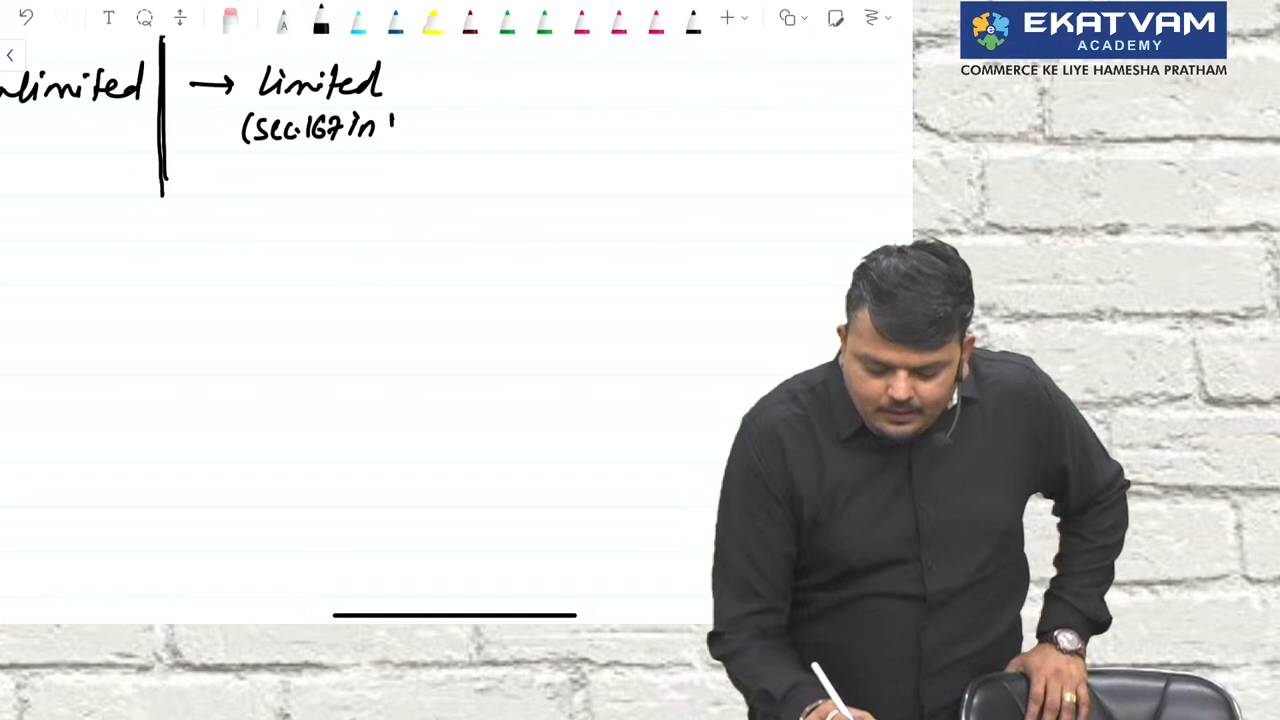 EKATVAM
ACADEMY
COMMERCE KE LIYE HAMESHA PRATHAM
nlimited → limited
(sec.167 in